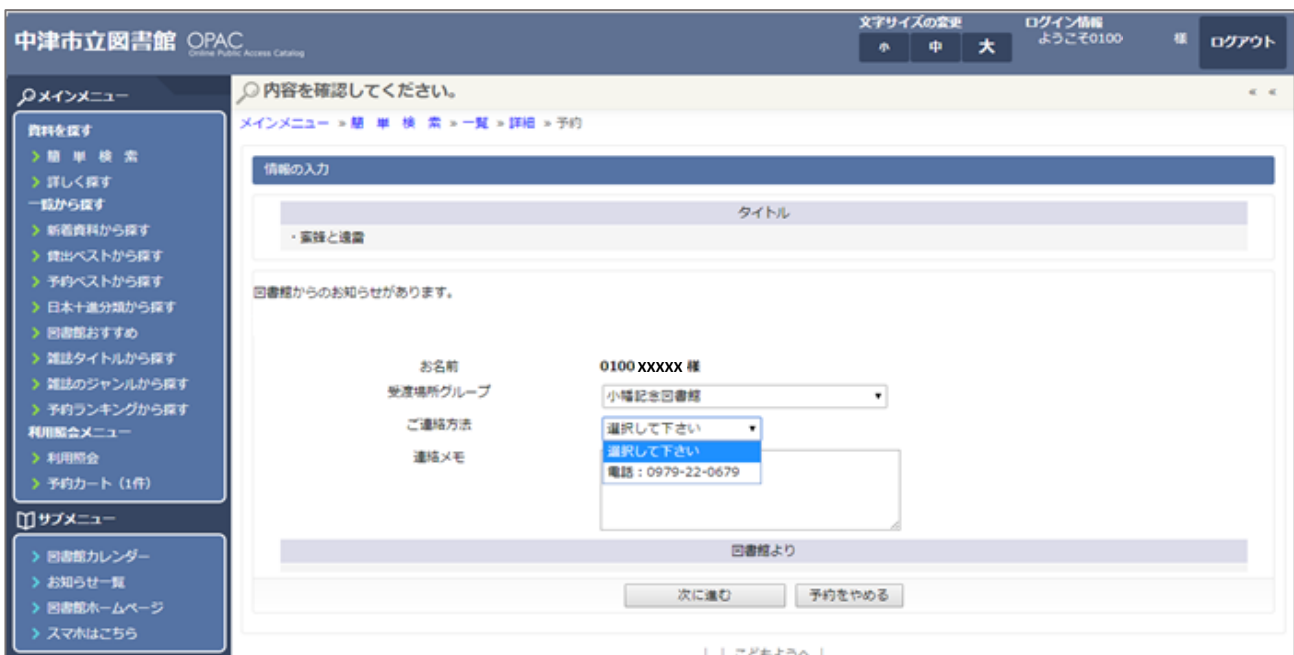 中津市立図書館 OPAC
Online Public Access Catalog
文字サイズの変更
小 中 大
ログイン情報
ようこそ0100 様
ログアウト
メインメニュー
資料を探す
簡 単 検 索
詳しく探す
一覧から探す
新着資料から探す
貸出ベストから探す
予約ベストから探す
日本十進分類から探す
図書館おすすめ
雑誌タイトルから探す
雑誌のジャンルから探す
予約ランキングから探す
利用照会メニュー
利用照会
予約カート（1件）
サブメニュー
図書館カレンダー
お知らせ一覧
図書館ホームページ
スマホはこちら
内容を確認してください。
« «
メインメニュー » 簡 単 検 索 » 一覧 » 詳細 » 予約
情報の入力
タイトル
・蜜蜂と遠雷
図書館からのお知らせがあります。
お名前 0100 XXXXX 様
受渡場所グループ 小幡記念図書館
ご連絡方法 選択して下さい
選択して下さい
電話：0979-22-0679
連絡メモ
図書館より
次に進む 予約をやめる
| | こどもようへ |